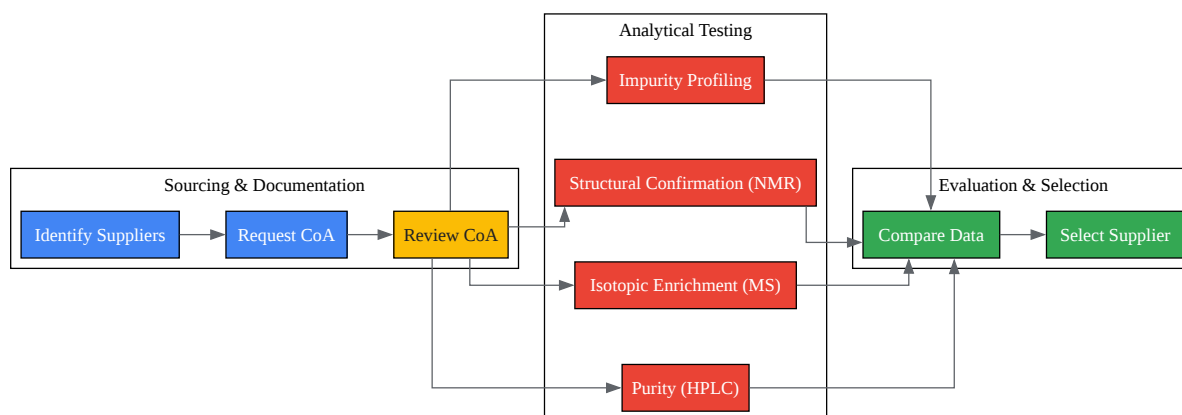 Analytical Testing
Impurity Profiling
Structural Confirmation (NMR)
Isotopic Enrichment (MS)
Purity (HPLC)
Sourcing & Documentation
Identify Suppliers
Request CoA
Review CoA
Evaluation & Selection
Compare Data
Select Supplier